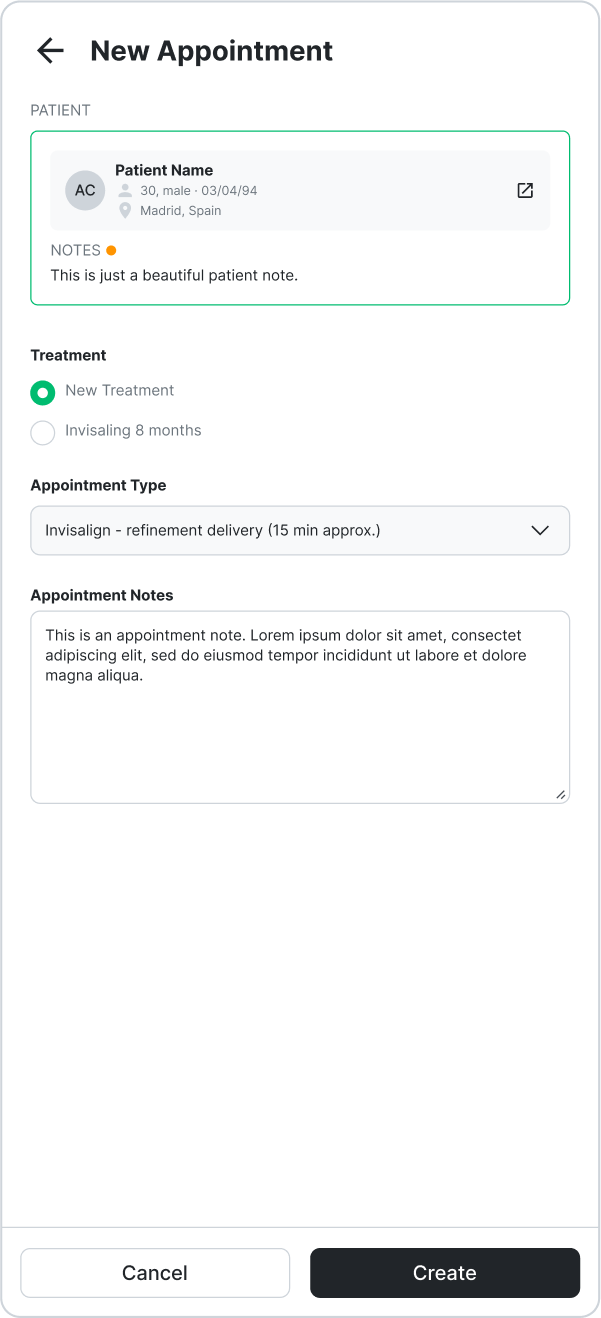 New Appointment
PATIENT
AC
Patient Name
30, male · 03/04/94
Madrid, Spain
NOTES
This is just a beautiful patient note.
Treatment
New Treatment
Invisaling 8 months
Appointment Type
Invisalign - refinement delivery (15 min approx.)
Appointment Notes
This is an appointment note. Lorem ipsum dolor sit amet, consectet
adipiscing elit, sed do eiusmod tempor incididunt ut labore et dolore
magna aliqua.
Cancel
Create